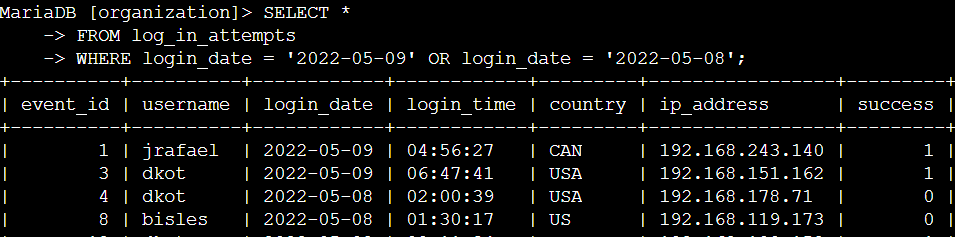 MariaDB [organization]> SELECT *
    -> FROM log_in_attempts
    -> WHERE login_date = '2022-05-09' OR login_date = '2022-05-08';
+----------+----------+------------+------------+---------+-----------------+---------+
| event_id | username | login_date | login_time | country | ip_address      | success |
+----------+----------+------------+------------+---------+-----------------+---------+
|        1 | jrafael  | 2022-05-09 | 04:56:27   | CAN     | 192.168.243.140 |       1 |
|        3 | dkot     | 2022-05-09 | 06:47:41   | USA     | 192.168.151.162 |       1 |
|        4 | dkot     | 2022-05-08 | 02:00:39   | USA     | 192.168.178.71  |       0 |
|        8 | bisles   | 2022-05-08 | 01:30:17   | US      | 192.168.119.173 |       0 |